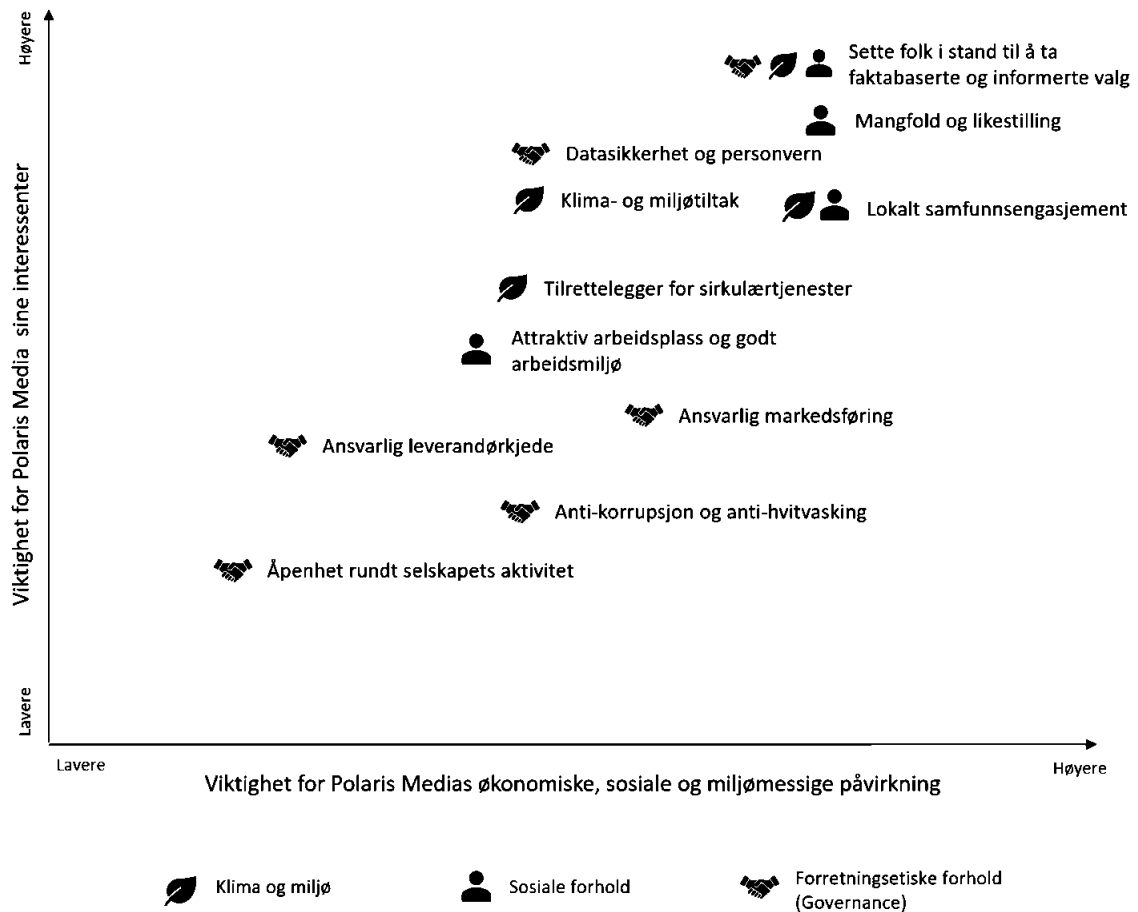 Høyere
Sette folk i stand til å ta
faktabaserte og informerte valg
Mangfold og likestilling
Datasikkerhet og personvern
Klima- og miljøtiltak
Lokalt samfunnsengasjement
Tilrettelegger for sirkulærtjenester
Attraktiv arbeidsplass og godt
arbeidsmiljø
Ansvarlig markedsføring
Ansvarlig leverandørkjede
Anti-korrupsjon og anti-hvitvasking
Åpenhet rundt selskapets aktivitet
Viktighet for Polaris Media sine interessenter
Lavere
Lavere
Høyere
Viktighet for Polaris Medias økonomiske, sosiale og miljømessige påvirkning
Klima og miljø
Sosiale forhold
Forretningsetiske forhold
(Governance)